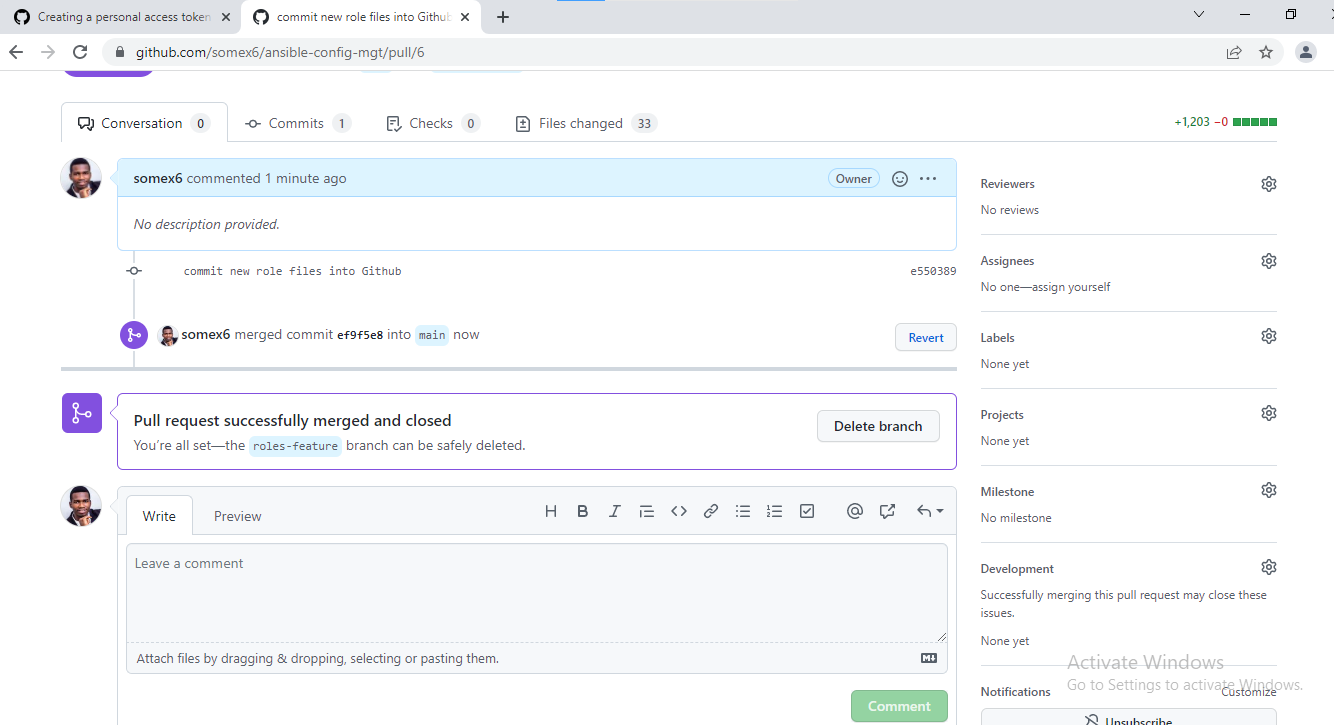 Creating a personal access token
commit new role files into Github
github.com/somex6/ansible-config-mgt/pull/6
Conversation 0
Commits 1
Checks 0
Files changed 33
+1,203 −0
somex6 commented 1 minute ago
Owner
No description provided.
commit new role files into Github
e550389
somex6 merged commit ef9f5e8 into main now
Revert
Pull request successfully merged and closed
You're all set—the roles-feature branch can be safely deleted.
Delete branch
Write
Preview
Leave a comment
Attach files by dragging & dropping, selecting or pasting them.
Comment
Reviewers
No reviews
Assignees
No one—assign yourself
Labels
None yet
Projects
None yet
Milestone
No milestone
Development
Successfully merging this pull request may close these
issues.
None yet
Notifications
Customize
Unsubscribe
Activate Windows
Go to Settings to activate Windows.